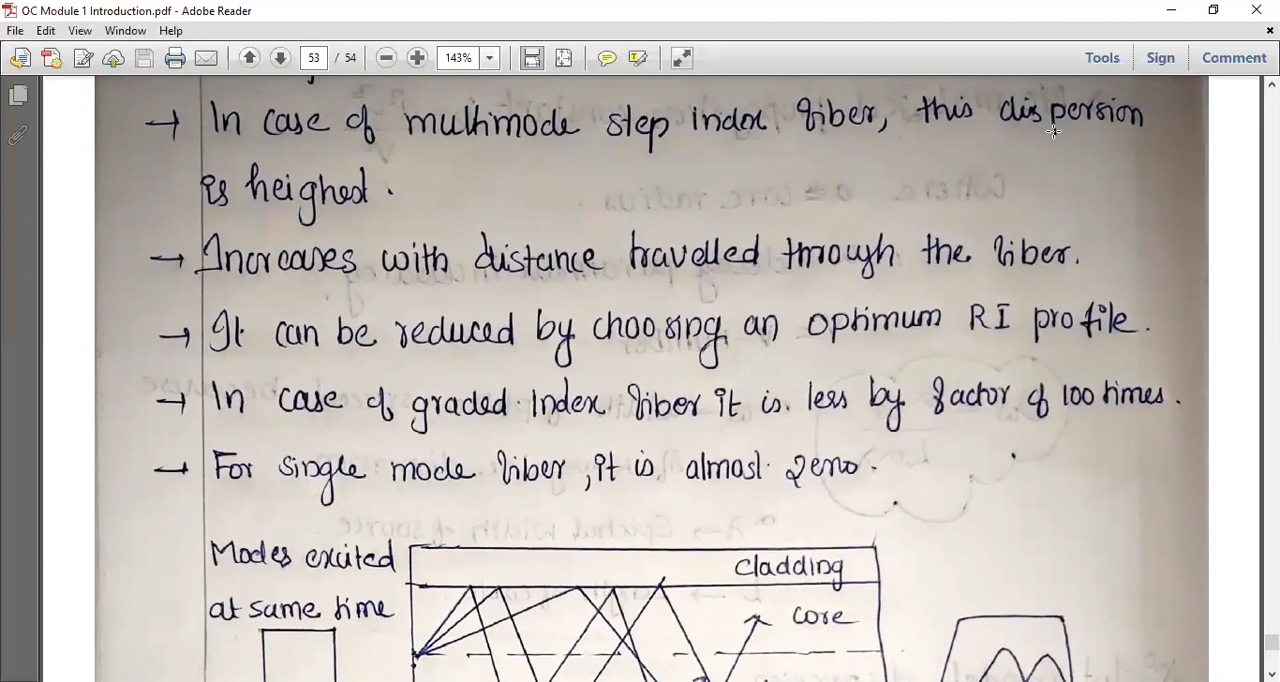 OC Module 1 Introduction.pdf - Adobe Reader
File Edit View Window Help
53 / 54 143% Tools Sign Comment
→ In case of multimode step index fiber, this dispersion
is heighest.
→ Increases with distance travelled through the fiber.
→ It can be reduced by choosing an optimum RI profile.
→ In case of graded index fiber it is less by factor of 100 times.
→ For single mode fiber, it is almost zero.
Modes excited
at same time
cladding
core